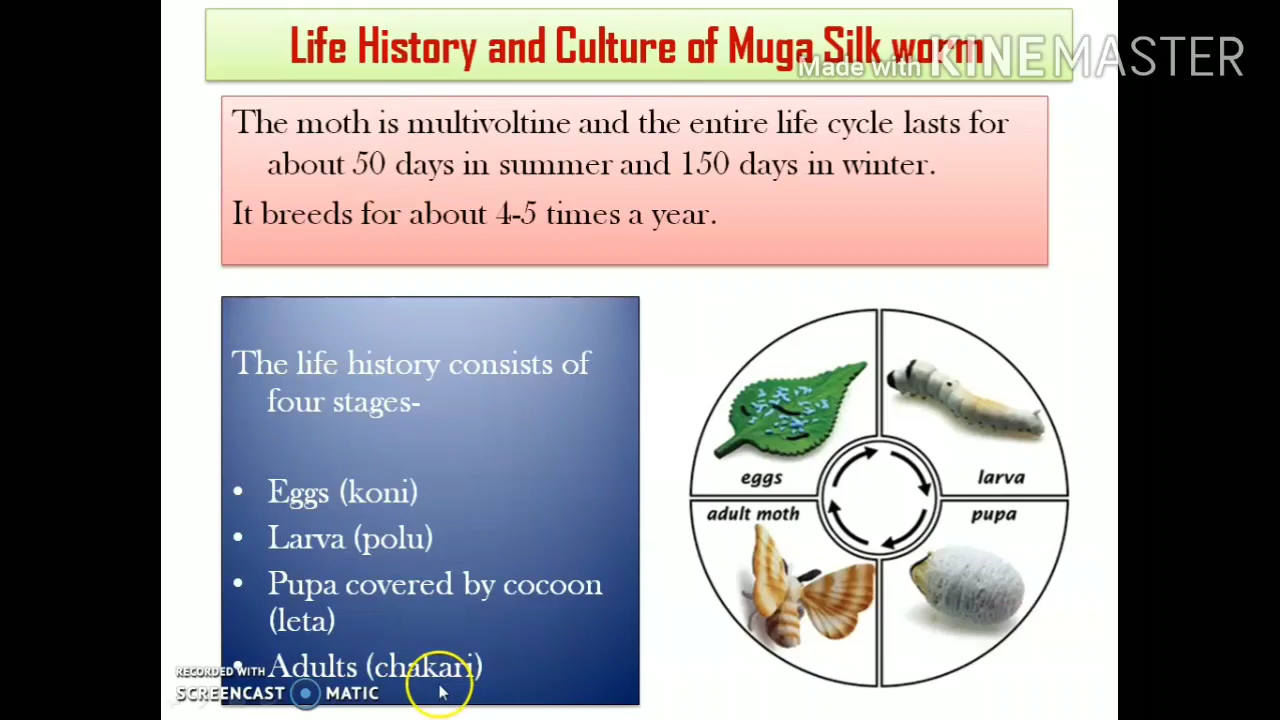 Life History and Culture of Muga Silk worm
Made with KINEMASTER
The moth is multivoltine and the entire life cycle lasts for
about 50 days in summer and 150 days in winter.
It breeds for about 4-5 times a year.
The life history consists of
four stages-
• Eggs (koni)
• Larva (polu)
• Pupa covered by cocoon
(leta)
• Adults (chakari)
eggs
larva
adult moth
pupa
RECORDED WITH
SCREENCAST MATIC